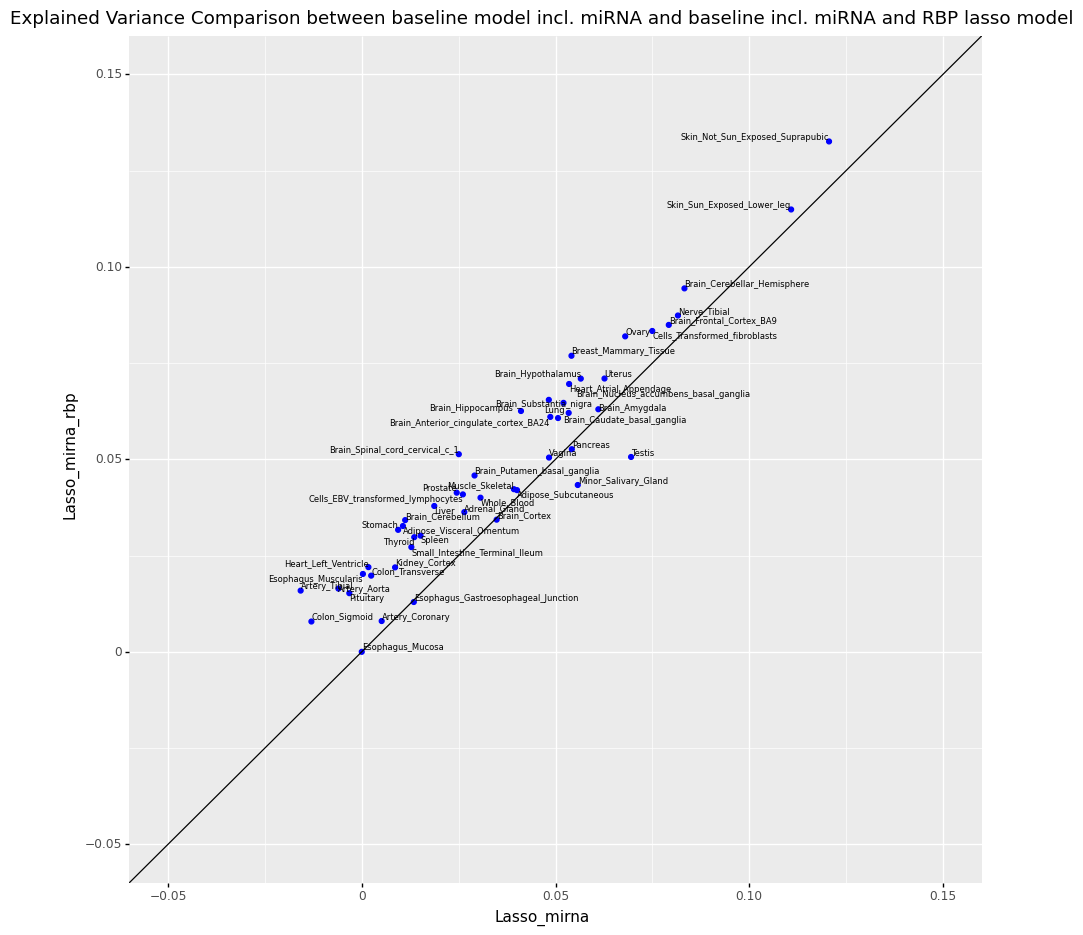 Explained Variance Comparison between baseline model incl. miRNA and baseline incl. miRNA and RBP lasso model
0.15
Skin_Not_Sun_Exposed_Suprapubic
Skin_Sun_Exposed_Lower_leg
0.10
Brain_Cerebellar_Hemisphere
Nerve_Tibial
Brain_Frontal_Cortex_BA9
Ovary
Cells_Transformed_fibroblasts
Breast_Mammary_Tissue
Brain_Hypothalamus
Uterus
Heart_Atrial_Appendage
Brain_Nucleus_accumbens_basal_ganglia
Brain_Substantia_nigra
Brain_Hippocampus
Lung
Brain_Amygdala
Brain_Anterior_cingulate_cortex_BA24
Brain_Caudate_basal_ganglia
Pancreas
Brain_Spinal_cord_cervical_c_1
Vagina
Testis
0.05
Brain_Putamen_basal_ganglia
Minor_Salivary_Gland
Prostate
Muscle_Skeletal
Adipose_Subcutaneous
Cells_EBV_transformed_lymphocytes
Whole_Blood
Liver
Adrenal_Gland
Brain_Cerebellum
Brain_Cortex
Stomach
Adipose_Visceral_Omentum
Thyroid
Spleen
Small_Intestine_Terminal_Ileum
Heart_Left_Ventricle
Kidney_Cortex
Esophagus_Muscularis
Colon_Transverse
Artery_Tibial
Artery_Aorta
Pituitary
Esophagus_Gastroesophageal_Junction
Colon_Sigmoid
Artery_Coronary
Esophagus_Mucosa
0
−0.05
−0.05
0
0.05
0.10
0.15
Lasso_mirna
Lasso_mirna_rbp